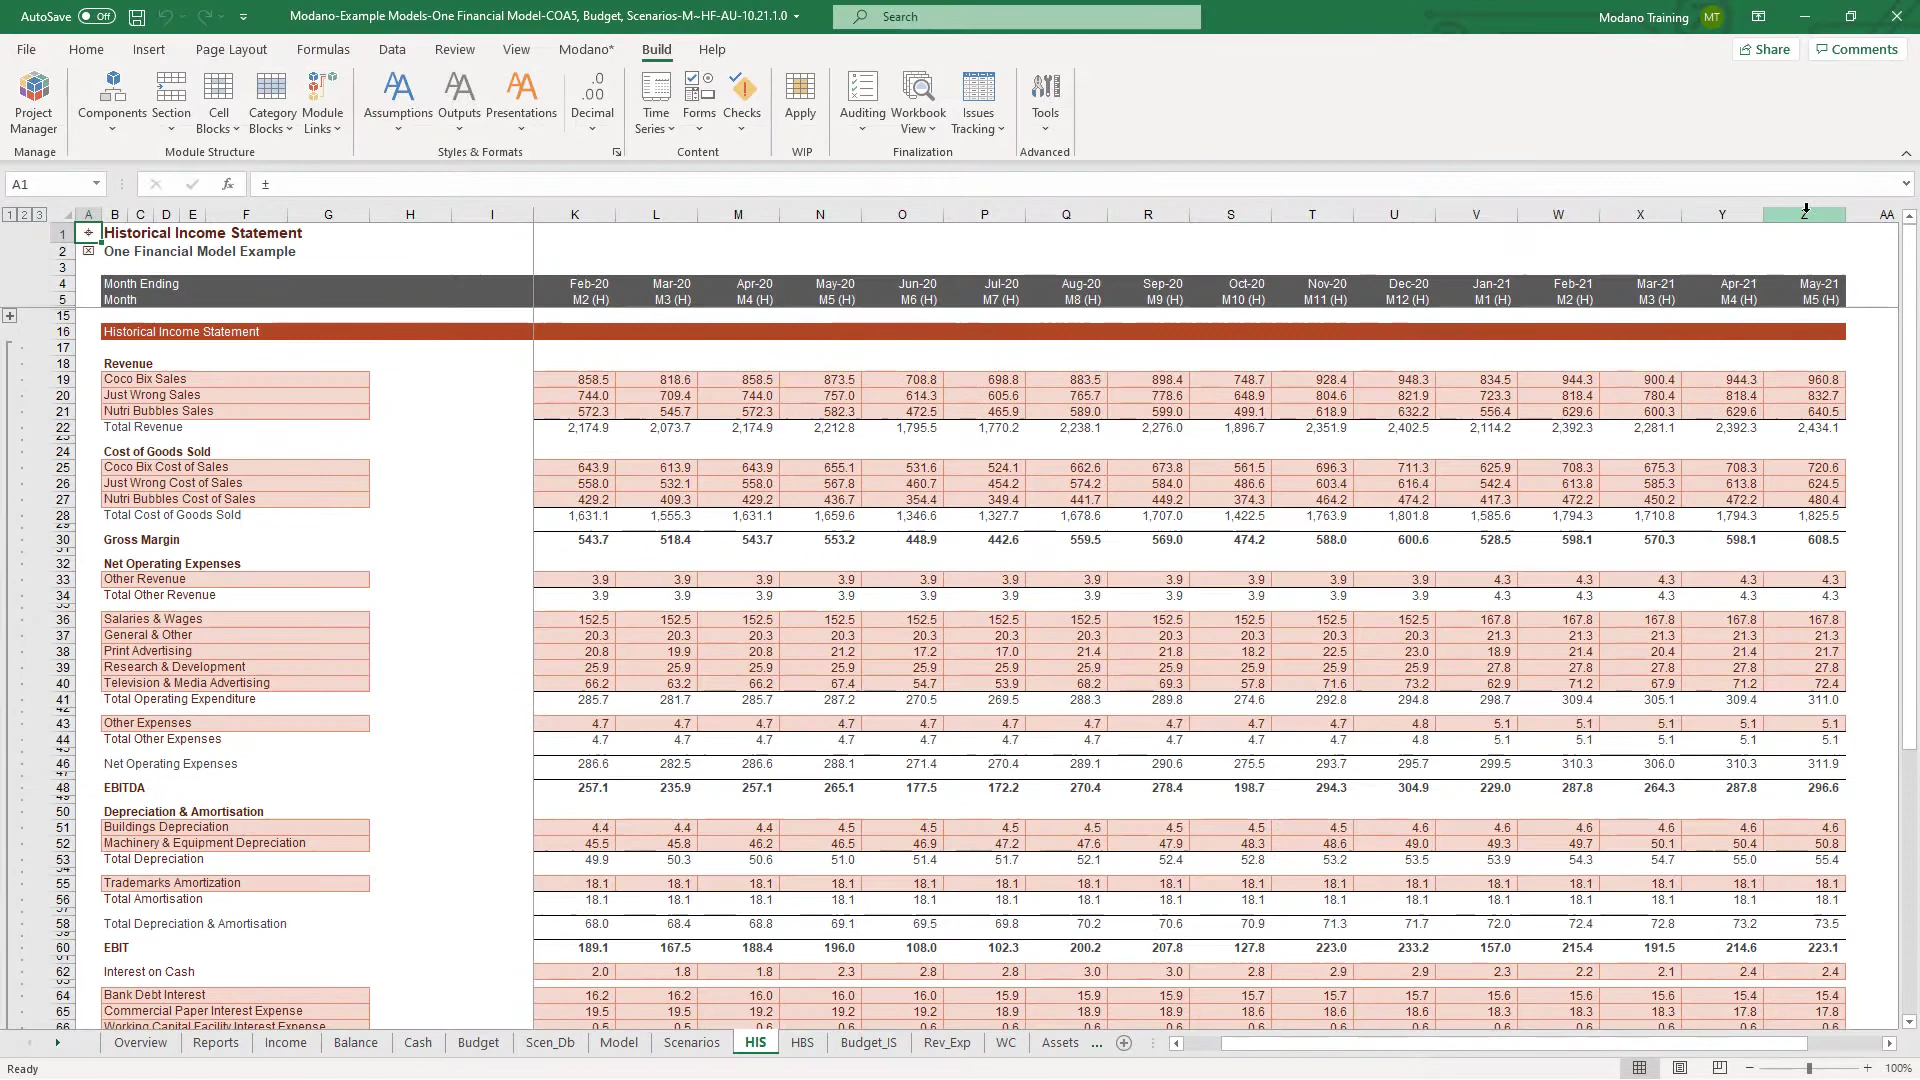 AutoSave Off Modano-Example Models-One Financial Model-COA5, Budget, Scenarios-M~HF-AU-10.21.1.0 Search Modano Training MT
File Home Insert Page Layout Formulas Data Review View Modano* Build Help Share Comments
Project Manager Components Section Cell Blocks Category Blocks Module Links Assumptions Outputs Presentations .0 .00 Decimal Time Series Forms Checks Apply Auditing Workbook View Issues Tracking Tools
Manage Module Structure Styles & Formats Content WIP Finalization Advanced
A1 fx ±
1 2 3 A B C D E F G H I K L M N O P Q R S T U V W X Y Z AA
1 Historical Income Statement
2 One Financial Model Example
3
4 Month Ending Feb-20 Mar-20 Apr-20 May-20 Jun-20 Jul-20 Aug-20 Sep-20 Oct-20 Nov-20 Dec-20 Jan-21 Feb-21 Mar-21 Apr-21 May-21
5 Month M2 (H) M3 (H) M4 (H) M5 (H) M6 (H) M7 (H) M8 (H) M9 (H) M10 (H) M11 (H) M12 (H) M1 (H) M2 (H) M3 (H) M4 (H) M5 (H)
15
16 Historical Income Statement
17
18 Revenue
19 Coco Bix Sales 858.5 818.6 858.5 873.5 708.8 698.8 883.5 898.4 748.7 928.4 948.3 834.5 944.3 900.4 944.3 960.8
20 Just Wrong Sales 744.0 709.4 744.0 757.0 614.3 605.6 765.7 778.6 648.9 804.6 821.9 723.3 818.4 780.4 818.4 832.7
21 Nutri Bubbles Sales 572.3 545.7 572.3 582.3 472.5 465.9 589.0 599.0 499.1 618.9 632.2 556.4 629.6 600.3 629.6 640.5
22 Total Revenue 2,174.9 2,073.7 2,174.9 2,212.8 1,795.5 1,770.2 2,238.1 2,276.0 1,896.7 2,351.9 2,402.5 2,114.2 2,392.3 2,281.1 2,392.3 2,434.1
24 Cost of Goods Sold
25 Coco Bix Cost of Sales 643.9 613.9 643.9 655.1 531.6 524.1 662.6 673.8 561.5 696.3 711.3 625.9 708.3 675.3 708.3 720.6
26 Just Wrong Cost of Sales 558.0 532.1 558.0 567.8 460.7 454.2 574.2 584.0 486.6 603.4 616.4 542.4 613.8 585.3 613.8 624.5
27 Nutri Bubbles Cost of Sales 429.2 409.3 429.2 436.7 354.4 349.4 441.7 449.2 374.3 464.2 474.2 417.3 472.2 450.2 472.2 480.4
28 Total Cost of Goods Sold 1,631.1 1,555.3 1,631.1 1,659.6 1,346.6 1,327.7 1,678.6 1,707.0 1,422.5 1,763.9 1,801.8 1,585.6 1,794.3 1,710.8 1,794.3 1,825.5
30 Gross Margin 543.7 518.4 543.7 553.2 448.9 442.6 559.5 569.0 474.2 588.0 600.6 528.5 598.1 570.3 598.1 608.5
32 Net Operating Expenses
33 Other Revenue 3.9 3.9 3.9 3.9 3.9 3.9 3.9 3.9 3.9 3.9 3.9 4.3 4.3 4.3 4.3 4.3
34 Total Other Revenue 3.9 3.9 3.9 3.9 3.9 3.9 3.9 3.9 3.9 3.9 3.9 4.3 4.3 4.3 4.3 4.3
36 Salaries & Wages 152.5 152.5 152.5 152.5 152.5 152.5 152.5 152.5 152.5 152.5 152.5 167.8 167.8 167.8 167.8 167.8
37 General & Other 20.3 20.3 20.3 20.3 20.3 20.3 20.3 20.3 20.3 20.3 20.3 21.3 21.3 21.3 21.3 21.3
38 Print Advertising 20.8 19.9 20.8 21.2 17.2 17.0 21.4 21.8 18.2 22.5 23.0 18.9 21.4 20.4 21.4 21.7
39 Research & Development 25.9 25.9 25.9 25.9 25.9 25.9 25.9 25.9 25.9 25.9 25.9 27.8 27.8 27.8 27.8 27.8
40 Television & Media Advertising 66.2 63.2 66.2 67.4 54.7 53.9 68.2 69.3 57.8 71.6 73.2 62.9 71.2 67.9 71.2 72.4
41 Total Operating Expenditure 285.7 281.7 285.7 287.2 270.5 269.5 288.3 289.8 274.6 292.8 294.8 298.7 309.4 305.1 309.4 311.0
43 Other Expenses 4.7 4.7 4.7 4.7 4.7 4.7 4.7 4.7 4.7 4.7 4.8 5.1 5.1 5.1 5.1 5.1
44 Total Other Expenses 4.7 4.7 4.7 4.7 4.7 4.7 4.7 4.7 4.7 4.7 4.8 5.1 5.1 5.1 5.1 5.1
46 Net Operating Expenses 286.6 282.5 286.6 288.1 271.4 270.4 289.1 290.6 275.5 293.7 295.7 299.5 310.3 306.0 310.3 311.9
48 EBITDA 257.1 235.9 257.1 265.1 177.5 172.2 270.4 278.4 198.7 294.3 304.9 229.0 287.8 264.3 287.8 296.6
50 Depreciation & Amortisation
51 Buildings Depreciation 4.4 4.4 4.4 4.5 4.5 4.5 4.5 4.5 4.5 4.5 4.6 4.6 4.6 4.6 4.6 4.6
52 Machinery & Equipment Depreciation 45.5 45.8 46.2 46.5 46.9 47.2 47.6 47.9 48.3 48.6 49.0 49.3 49.7 50.1 50.4 50.8
53 Total Depreciation 49.9 50.3 50.6 51.0 51.4 51.7 52.1 52.4 52.8 53.2 53.5 53.9 54.3 54.7 55.0 55.4
55 Trademarks Amortization 18.1 18.1 18.1 18.1 18.1 18.1 18.1 18.1 18.1 18.1 18.1 18.1 18.1 18.1 18.1 18.1
56 Total Amortisation 18.1 18.1 18.1 18.1 18.1 18.1 18.1 18.1 18.1 18.1 18.1 18.1 18.1 18.1 18.1 18.1
58 Total Depreciation & Amortisation 68.0 68.4 68.8 69.1 69.5 69.8 70.2 70.6 70.9 71.3 71.7 72.0 72.4 72.8 73.2 73.5
60 EBIT 189.1 167.5 188.4 196.0 108.0 102.3 200.2 207.8 127.8 223.0 233.2 157.0 215.4 191.5 214.6 223.1
62 Interest on Cash 2.0 1.8 1.8 2.3 2.8 2.8 3.0 3.0 2.8 2.9 2.9 2.3 2.2 2.1 2.4 2.4
64 Bank Debt Interest 16.2 16.2 16.0 16.0 16.0 15.9 15.9 15.9 15.7 15.7 15.7 15.6 15.6 15.6 15.4 15.4
65 Commercial Paper Interest Expense 19.5 19.5 19.2 19.2 19.2 18.9 18.9 18.9 18.6 18.6 18.6 18.3 18.3 18.3 17.8 17.8
66 Working Capital Facility Interest Expense 0.5 0.5 0.6 0.6 0.6 0.6 0.6 0.6 0.6 0.6 0.6 0.6 0.6 0.6 0.6 0.6
Overview Reports Income Balance Cash Budget Scen_Db Model Scenarios HIS HBS Budget_IS Rev_Exp WC Assets ...
Ready 100%